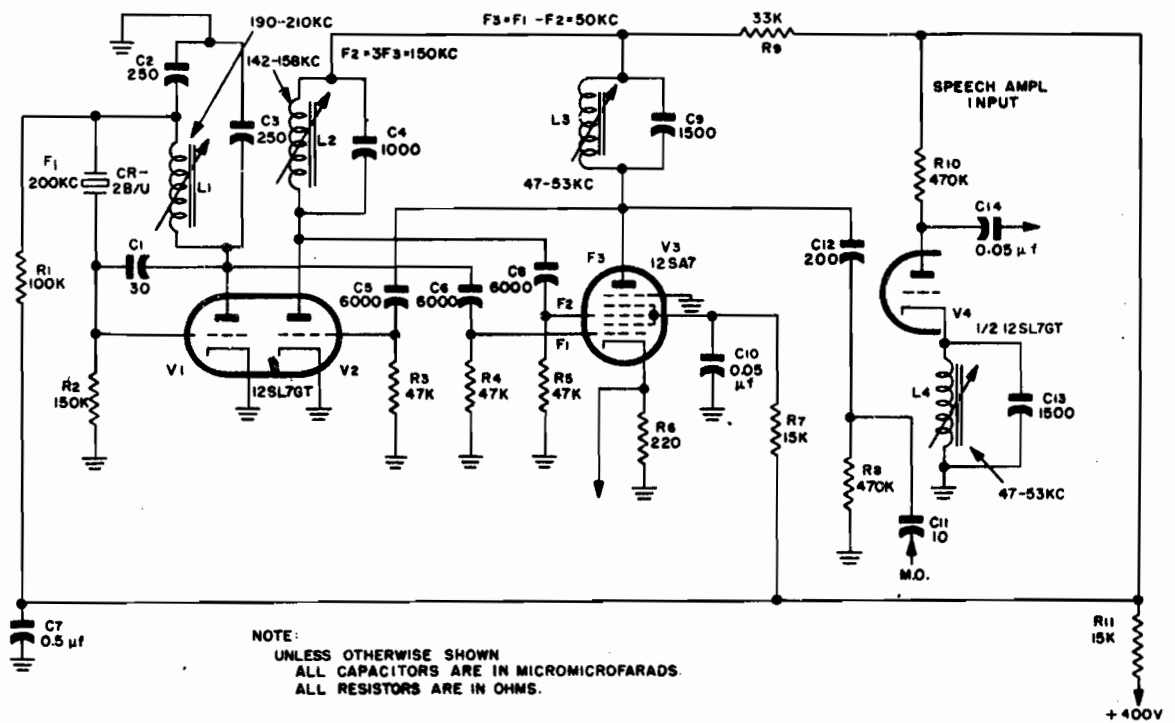 190-210KC
F3=F1 -F2=50KC
33K
R9
C2
250
142-158KC
F2=3F3=150KC
SPEECH AMPL
INPUT
C3
250
L2
C4
1000
L3
C9
1500
F1
200KC
CR-
2B/U
L1
47-53KC
R10
470K
C14
0.05 µf
R1
100K
C1
30
C5
6000
C6
6000
C8
6000
F3
V3
12SA7
C12
200
F2
F1
V4
1/2 12SL7GT
V1
12SL7GT
V2
R2
150K
R3
47K
R4
47K
R5
47K
C10
0.05
µf
R6
220
R7
15K
L4
C13
1500
R8
470K
47-53KC
C11
10
M.O.
C7
0.5 µf
R11
15K
+400V
NOTE:
UNLESS OTHERWISE SHOWN
ALL CAPACITORS ARE IN MICROMICROFARADS.
ALL RESISTORS ARE IN OHMS.